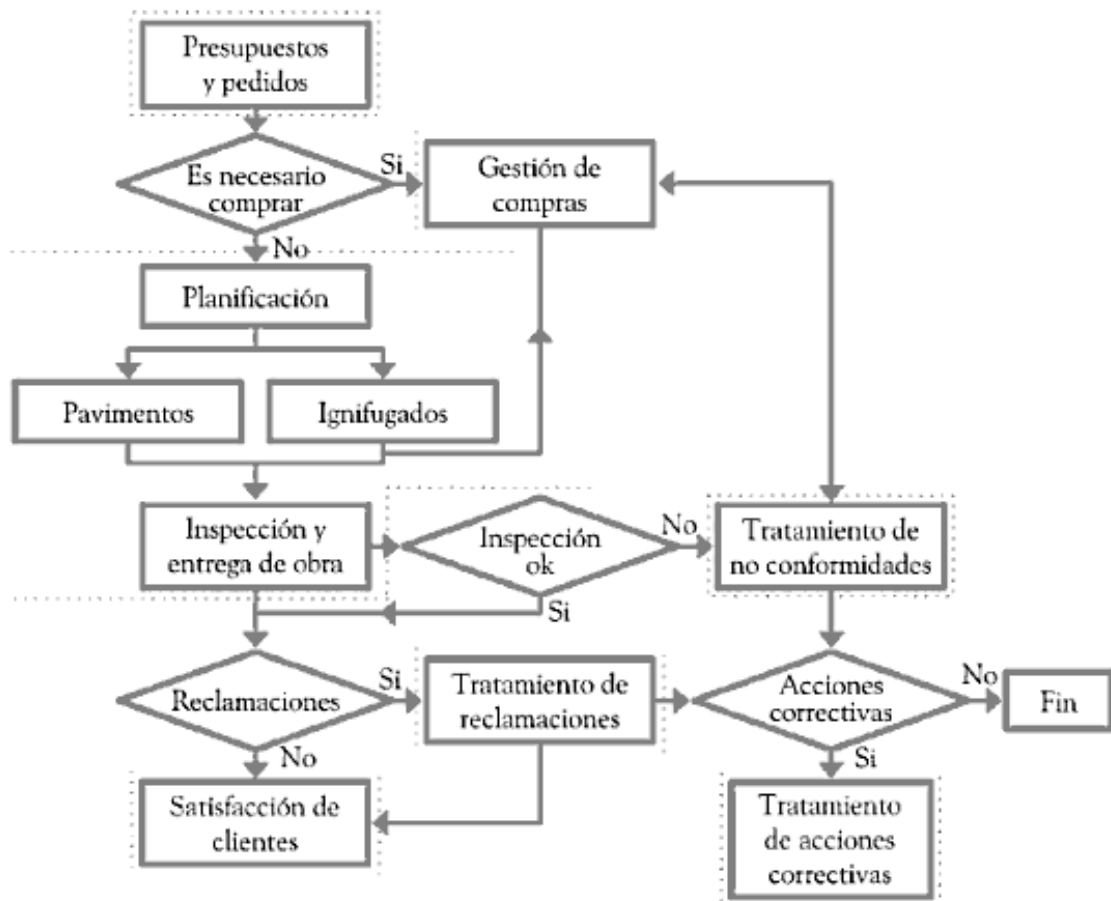 Presupuestos
y pedidos
Es necesario
comprar
Si
Gestión de
compras
No
Planificación
Pavimentos
Ignifugados
Inspección y
entrega de obra
Inspección
ok
No
Tratamiento de
no conformidades
Si
Reclamaciones
Si
Tratamiento de
reclamaciones
Acciones
correctivas
No
Fin
No
Si
Satisfacción de
clientes
Tratamiento
de acciones
correctivas